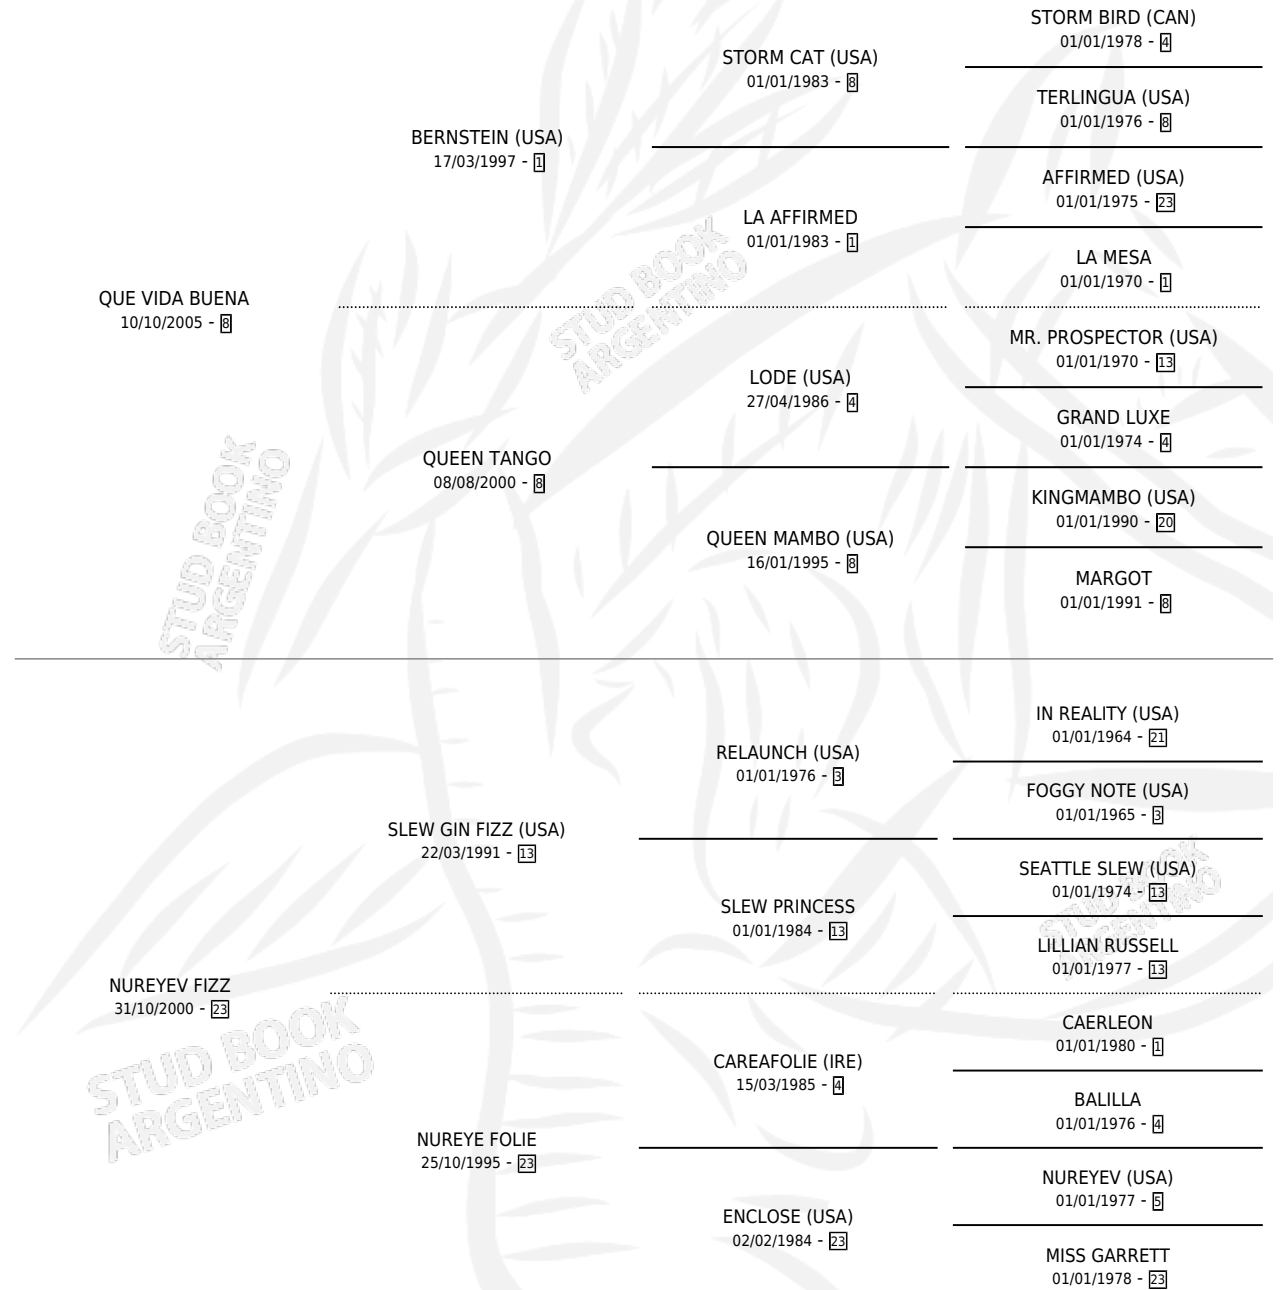 STORM BIRD (CAN)
01/01/1978 - 4
STORM CAT (USA)
01/01/1983 - 8
TERLINGUA (USA)
01/01/1976 - 8
BERNSTEIN (USA)
17/03/1997 - 1
AFFIRMED (USA)
01/01/1975 - 23
LA AFFIRMED
01/01/1983 - 1
LA MESA
01/01/1970 - 1
QUE VIDA BUENA
10/10/2005 - 8
MR. PROSPECTOR (USA)
01/01/1970 - 13
LODE (USA)
27/04/1986 - 4
GRAND LUXE
01/01/1974 - 4
QUEEN TANGO
08/08/2000 - 8
KINGMAMBO (USA)
01/01/1990 - 20
QUEEN MAMBO (USA)
16/01/1995 - 8
MARGOT
01/01/1991 - 8
STUD BOOK
ARGENTINO
STUD BOOK
ARGENTINO
IN REALITY (USA)
01/01/1964 - 21
RELAUNCH (USA)
01/01/1976 - 3
FOGGY NOTE (USA)
01/01/1965 - 3
SLEW GIN FIZZ (USA)
22/03/1991 - 13
SEATTLE SLEW (USA)
01/01/1974 - 13
SLEW PRINCESS
01/01/1984 - 13
LILLIAN RUSSELL
01/01/1977 - 13
NUREYEV FIZZ
31/10/2000 - 23
CAERLEON
01/01/1980 - 1
CAREAFOLIE (IRE)
15/03/1985 - 4
BALILLA
01/01/1976 - 4
NUREYE FOLIE
25/10/1995 - 23
NUREYEV (USA)
01/01/1977 - 5
ENCLOSE (USA)
02/02/1984 - 23
MISS GARRETT
01/01/1978 - 23
STUD BOOK
ARGENTINO
STUD BOOK
ARGENTINO